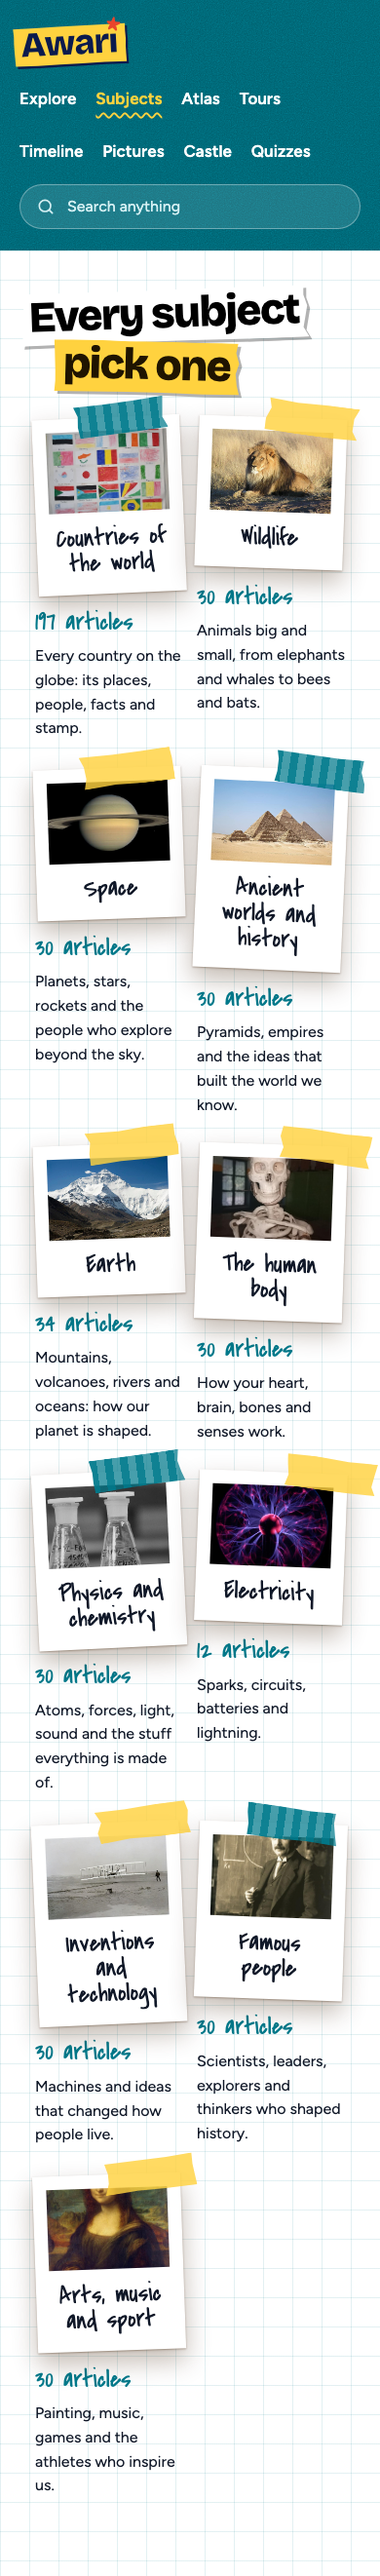 Awari
Explore Subjects Atlas Tours
Timeline Pictures Castle Quizzes
Search anything
Every subject
pick one
Countries of
the world
197 articles
Every country on the
globe: its places,
people, facts and
stamp.
Wildlife
30 articles
Animals big and
small, from elephants
and whales to bees
and bats.
Space
30 articles
Planets, stars,
rockets and the
people who explore
beyond the sky.
Ancient
worlds and
history
30 articles
Pyramids, empires
and the ideas that
built the world we
know.
Earth
34 articles
Mountains,
volcanoes, rivers and
oceans: how our
planet is shaped.
The human
body
30 articles
How your heart,
brain, bones and
senses work.
Physics and
chemistry
30 articles
Atoms, forces, light,
sound and the stuff
everything is made
of.
Electricity
12 articles
Sparks, circuits,
batteries and
lightning.
Inventions
and
technology
30 articles
Machines and ideas
that changed how
people live.
Famous
people
30 articles
Scientists, leaders,
explorers and
thinkers who shaped
history.
Arts, music
and sport
30 articles
Painting, music,
games and the
athletes who inspire
us.